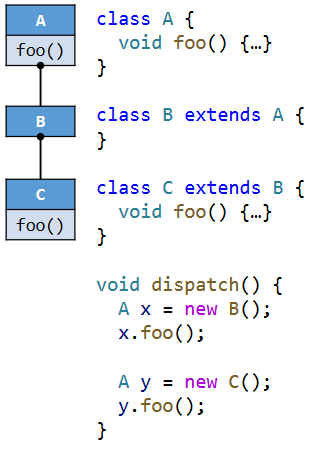 A
foo()
B
C
foo()
class A {
  void foo() {…}
}
class B extends A {
}
class C extends B {
  void foo() {…}
}
void dispatch() {
  A x = new B();
  x.foo();

  A y = new C();
  y.foo();
}